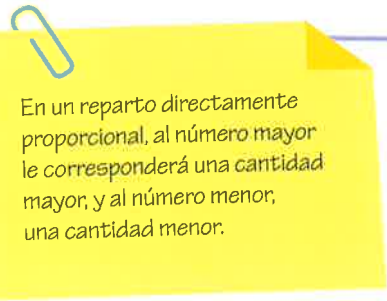 En un reparto directamente
proporcional, al número mayor
le corresponderá una cantidad
mayor, y al número menor,
una cantidad menor.